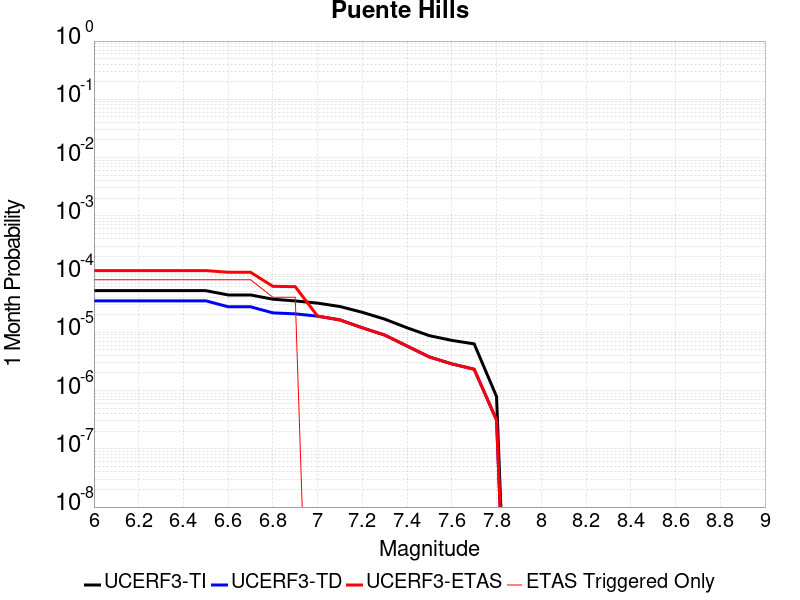 Puente Hills
10^0
10^-1
10^-2
10^-3
10^-4
10^-5
10^-6
10^-7
10^-8
1 Month Probability
6 6.2 6.4 6.6 6.8 7 7.2 7.4 7.6 7.8 8 8.2 8.4 8.6 8.8 9
Magnitude
UCERF3-TI UCERF3-TD UCERF3-ETAS ETAS Triggered Only